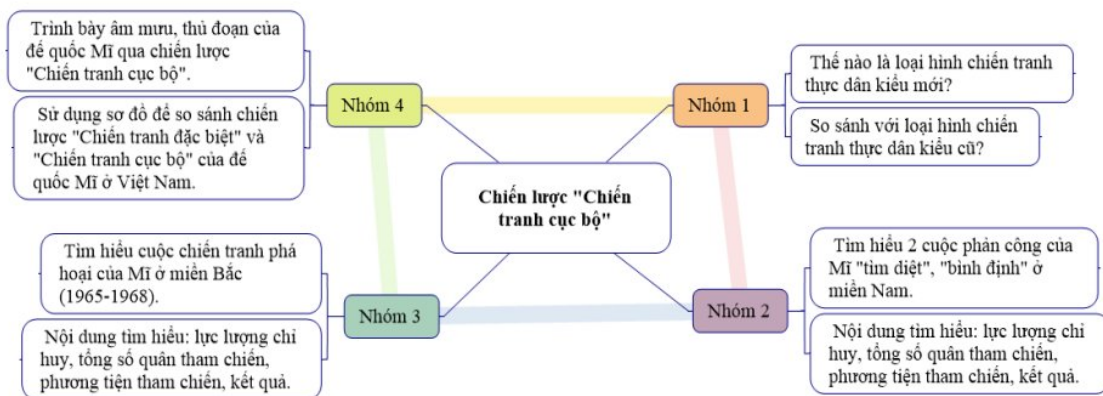 Chiến lược "Chiến
tranh cục bộ"
Nhóm 1
Thế nào là loại hình chiến tranh
thực dân kiểu mới?
So sánh với loại hình chiến
tranh thực dân kiểu cũ?
Nhóm 2
Tìm hiểu 2 cuộc phản công của
Mĩ "tìm diệt", "bình định" ở
miền Nam.
Nội dung tìm hiểu: lực lượng chỉ
huy, tổng số quân tham chiến,
phương tiện tham chiến, kết quả.
Nhóm 3
Tìm hiểu cuộc chiến tranh phá
hoại của Mĩ ở miền Bắc
(1965-1968).
Nội dung tìm hiểu: lực lượng chỉ
huy, tổng số quân tham chiến,
phương tiện tham chiến, kết quả.
Nhóm 4
Trình bày âm mưu, thủ đoạn của
đế quốc Mĩ qua chiến lược
"Chiến tranh cục bộ".
Sử dụng sơ đồ để so sánh chiến
lược "Chiến tranh đặc biệt" và
"Chiến tranh cục bộ" của đế
quốc Mĩ ở Việt Nam.